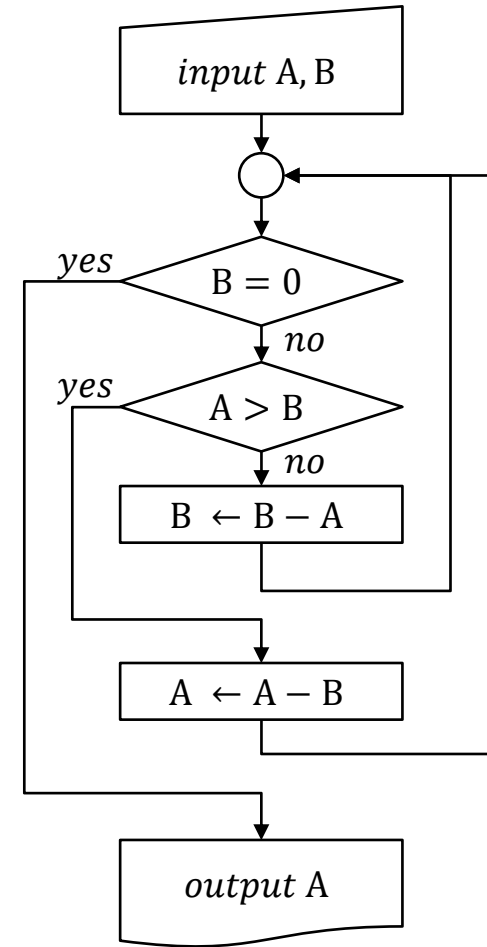 input A, B
yes
B = 0
no
yes
A > B
no
B ← B − A
A ← A − B
output A